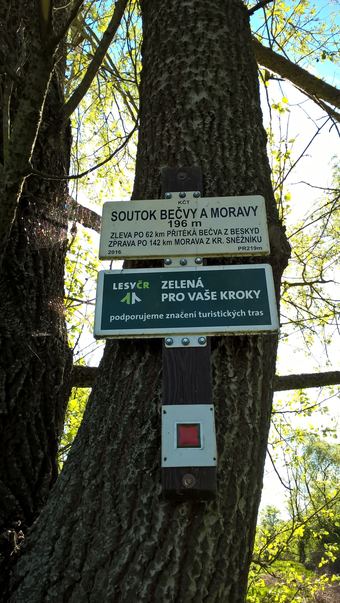 KČT
SOUTOK BEČVY A MORAVY
196 m
ZLEVA PO 62 km PŘITÉKÁ BEČVA Z BESKYD
ZPRAVA PO 142 km MORAVA Z KR. SNĚŽNÍKU
2016 PR219m
LESY ČR
ZELENÁ
PRO VAŠE KROKY
podporujeme značení turistických tras